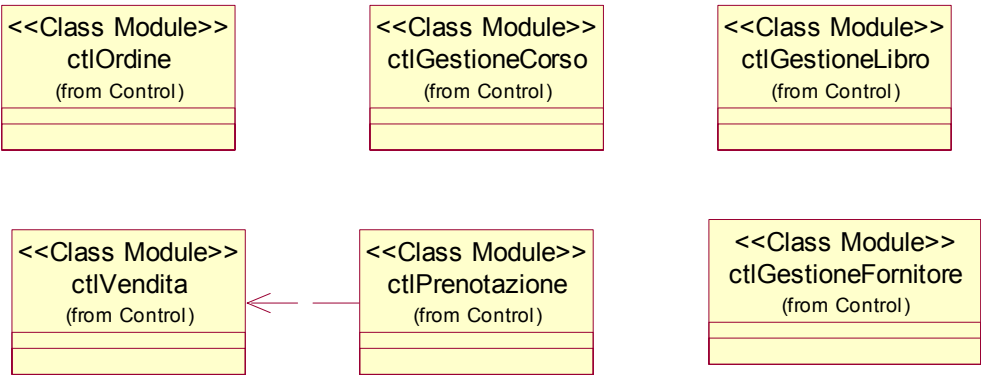 <<Class Module>>
ctlOrdine
(from Control)
<<Class Module>>
ctlGestioneCorso
(from Control)
<<Class Module>>
ctlGestioneLibro
(from Control)
<<Class Module>>
ctlVendita
(from Control)
<<Class Module>>
ctlPrenotazione
(from Control)
<<Class Module>>
ctlGestioneFornitore
(from Control)